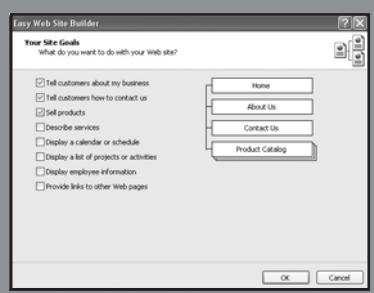 Easy Web Site Builder
Your Site Goals
What do you want to do with your Web site?
Tell customers about my business
Tell customers how to contact us
Sell products
Describe services
Display a calendar or schedule
Display a list of projects or activities
Display employee information
Provide links to other Web pages
Home
About Us
Contact Us
Product Catalog
OK
Cancel